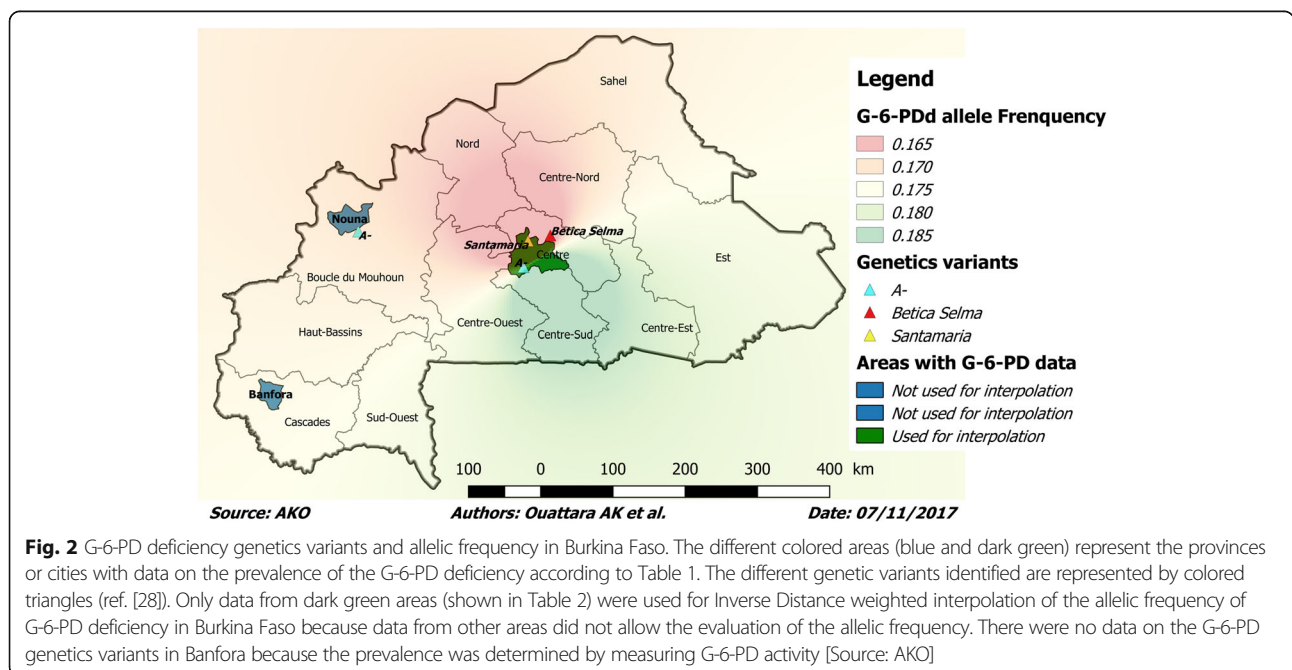 Sahel
Nord
Centre-Nord
Nouna
A-
Betica Selma
Santamaria
Centre
A-
Est
Boucle du Mouhoun
Haut-Bassins
Centre-Ouest
Centre-Sud
Centre-Est
Banfora
Cascades
Sud-Ouest
Legend
G-6-PDd allele Frenquency
0.165
0.170
0.175
0.180
0.185
Genetics variants
A-
Betica Selma
Santamaria
Areas with G-6-PD data
Not used for interpolation
Not used for interpolation
Used for interpolation
100 0 100 200 300 400 km
Source: AKO Authors: Ouattara AK et al. Date: 07/11/2017
Fig. 2 G-6-PD deficiency genetics variants and allelic frequency in Burkina Faso. The different colored areas (blue and dark green) represent the provinces
or cities with data on the prevalence of the G-6-PD deficiency according to Table 1. The different genetic variants identified are represented by colored
triangles (ref. [28]). Only data from dark green areas (shown in Table 2) were used for Inverse Distance weighted interpolation of the allelic frequency of
G-6-PD deficiency in Burkina Faso because data from other areas did not allow the evaluation of the allelic frequency. There were no data on the G-6-PD
genetics variants in Banfora because the prevalence was determined by measuring G-6-PD activity [Source: AKO]